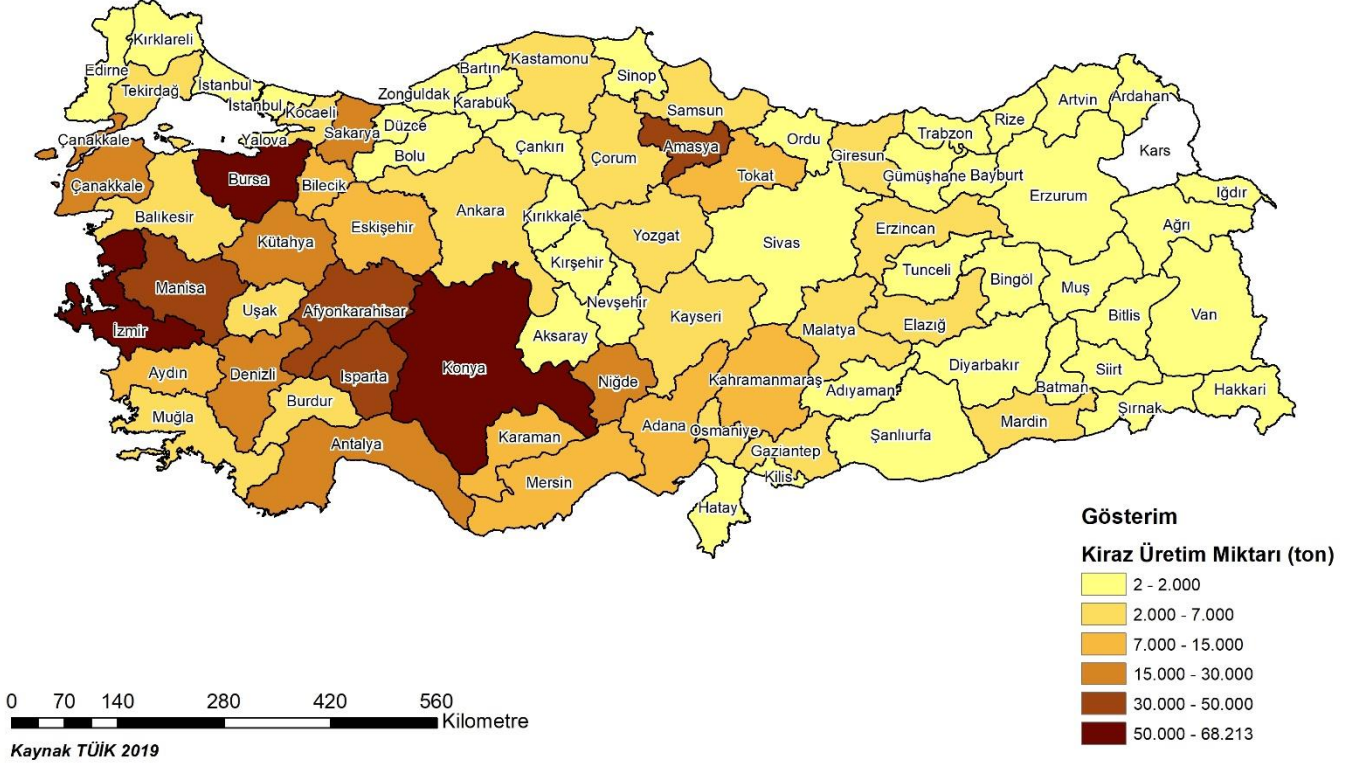 Kırklareli
Edirne
Tekirdağ
İstanbul
İstanbul
Kocaeli
Yalova
Sakarya
Düzce
Zonguldak
Bartın
Karabük
Kastamonu
Sinop
Samsun
Bolu
Çankırı
Çorum
Amasya
Ordu
Tokat
Giresun
Trabzon
Gümüşhane
Bayburt
Rize
Artvin
Ardahan
Kars
Erzurum
Iğdır
Ağrı
Çanakkale
Çanakkale
Balıkesir
Bursa
Bilecik
Kütahya
Eskişehir
Ankara
Kırıkkale
Kırşehir
Yozgat
Sivas
Erzincan
Tunceli
Bingöl
Muş
Bitlis
Van
Manisa
Uşak
İzmir
Afyonkarahisar
Konya
Aksaray
Nevşehir
Kayseri
Malatya
Elazığ
Diyarbakır
Batman
Siirt
Şırnak
Hakkari
Aydın
Denizli
Isparta
Burdur
Muğla
Antalya
Karaman
Niğde
Mersin
Adana
Kahramanmaraş
Osmaniye
Gaziantep
Kilis
Adıyaman
Şanlıurfa
Mardin
Hatay
Gösterim
Kiraz Üretim Miktarı (ton)
2 - 2.000
2.000 - 7.000
7.000 - 15.000
15.000 - 30.000
30.000 - 50.000
50.000 - 68.213
0 70 140 280 420 560
Kilometre
Kaynak TÜİK 2019